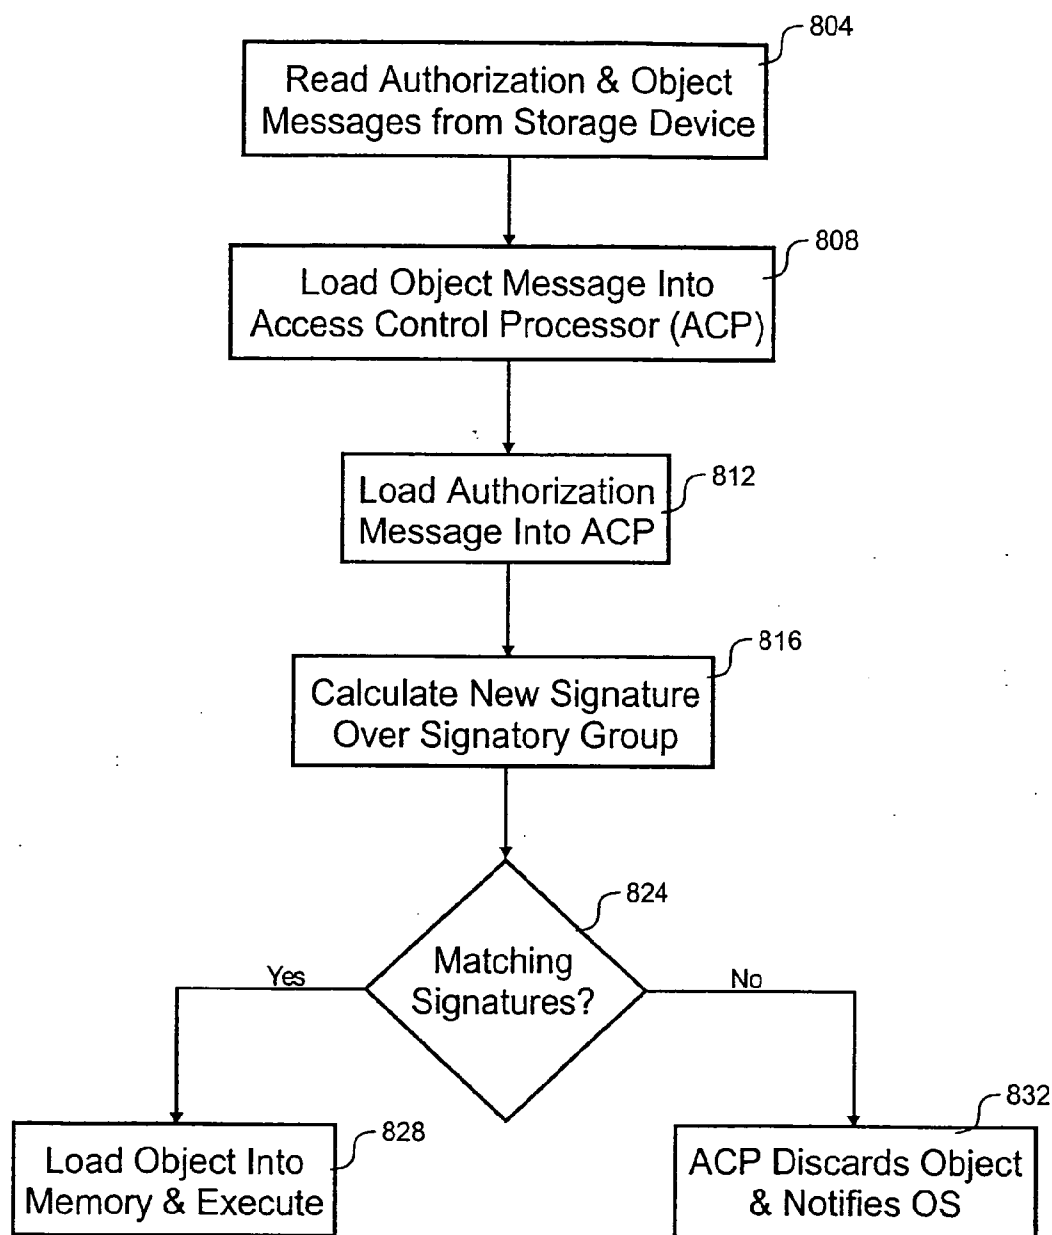 804
Read Authorization & Object
Messages from Storage Device
808
Load Object Message Into
Access Control Processor (ACP)
812
Load Authorization
Message Into ACP
816
Calculate New Signature
Over Signatory Group
824
Matching
Signatures?
Yes
No
828
Load Object Into
Memory & Execute
832
ACP Discards Object
& Notifies OS